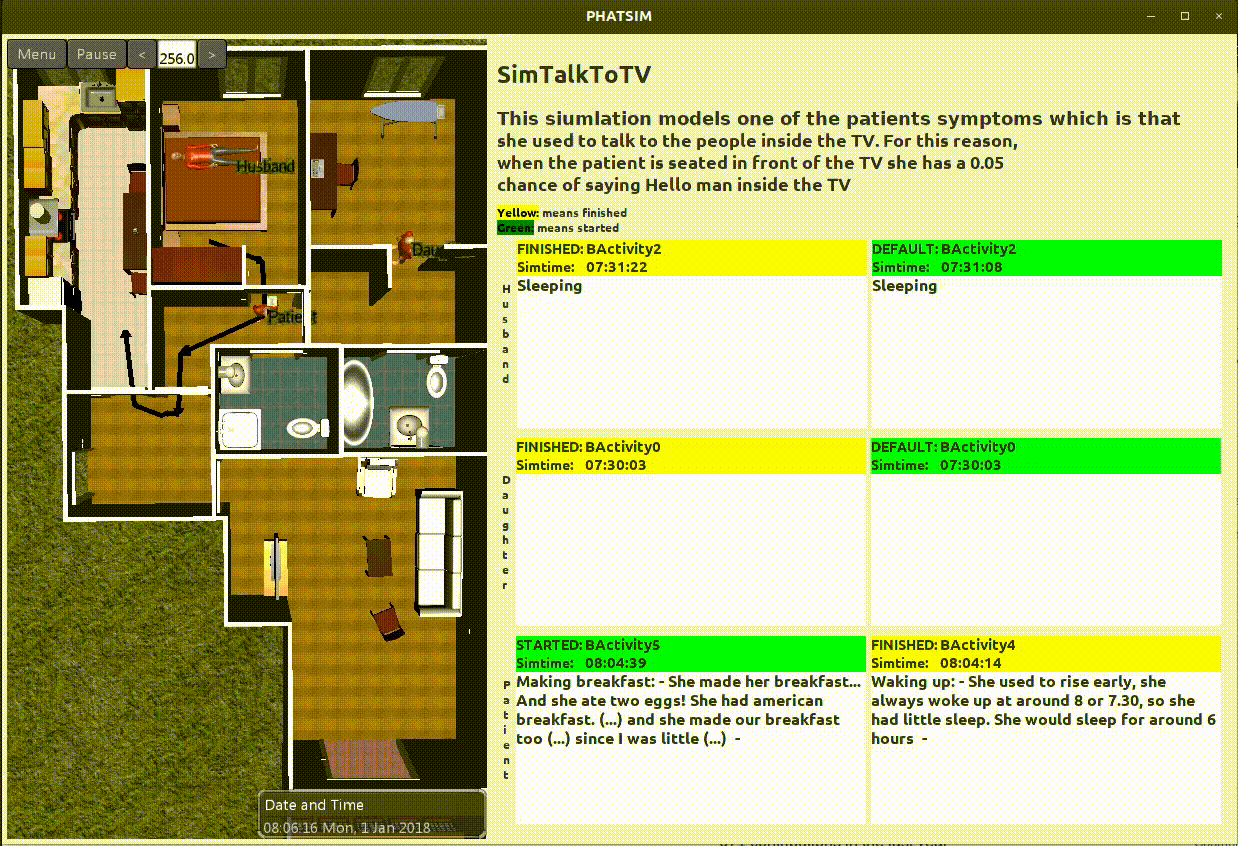 PHATSIM
Menu Pause < 256.0 >
SimTalkToTV
This siumlation models one of the patients symptoms which is that
she used to talk to the people inside the TV. For this reason,
when the patient is seated in front of the TV she has a 0.05
chance of saying Hello man inside the TV
Yellow: means finished
Green: means started
Husband
Dau
Patient
Husband
FINISHED: BActivity2
Simtime: 07:31:22
Sleeping
DEFAULT: BActivity2
Simtime: 07:31:08
Sleeping
Daughter
FINISHED: BActivity0
Simtime: 07:30:03
DEFAULT: BActivity0
Simtime: 07:30:03
Patient
STARTED: BActivity5
Simtime: 08:04:39
Making breakfast: - She made her breakfast...
And she ate two eggs! She had american
breakfast. (...) and she made our breakfast
too (...) since I was little (...) -
FINISHED: BActivity4
Simtime: 08:04:14
Waking up: - She used to rise early, she
always woke up at around 8 or 7.30, so she
had little sleep. She would sleep for around 6
hours -
Date and Time
08:06:16 Mon, 1 Jan 2018